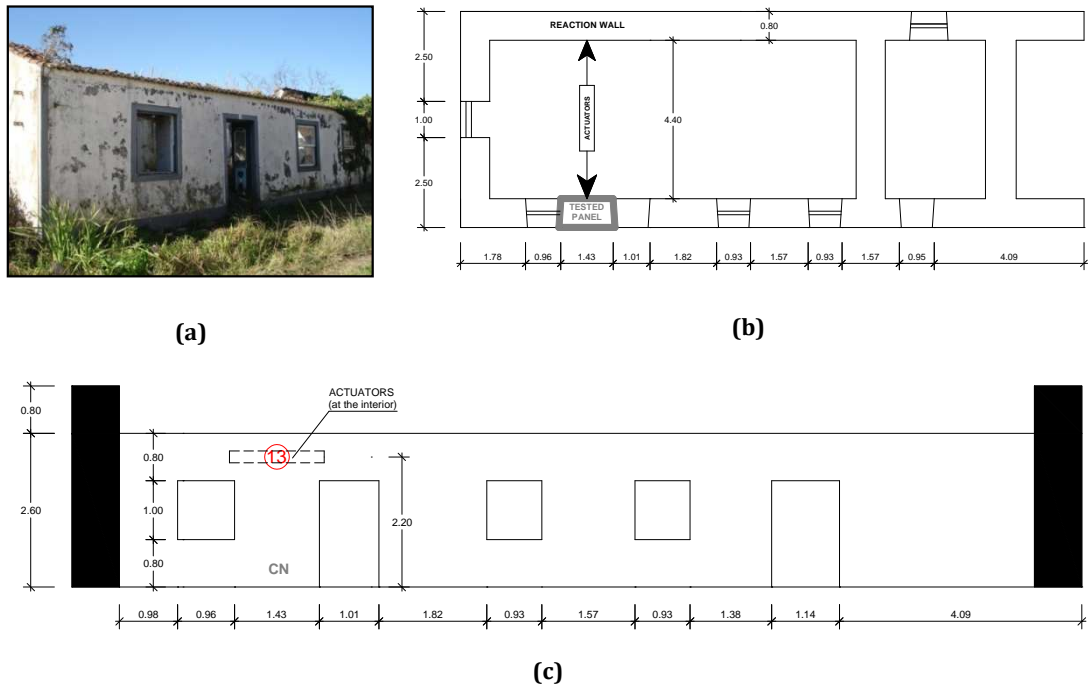 REACTION WALL
0.80
2.50
1.00
2.50
ACTUATORS
4.40
TESTED
PANEL
1.78 0.96 1.43 1.01 1.82 0.93 1.57 0.93 1.57 0.95 4.09
(a)
(b)
ACTUATORS
(at the interior)
0.80
2.60
0.80
1.00
0.80
13
2.20
CN
0.98 0.96 1.43 1.01 1.82 0.93 1.57 0.93 1.38 1.14 4.09
(c)